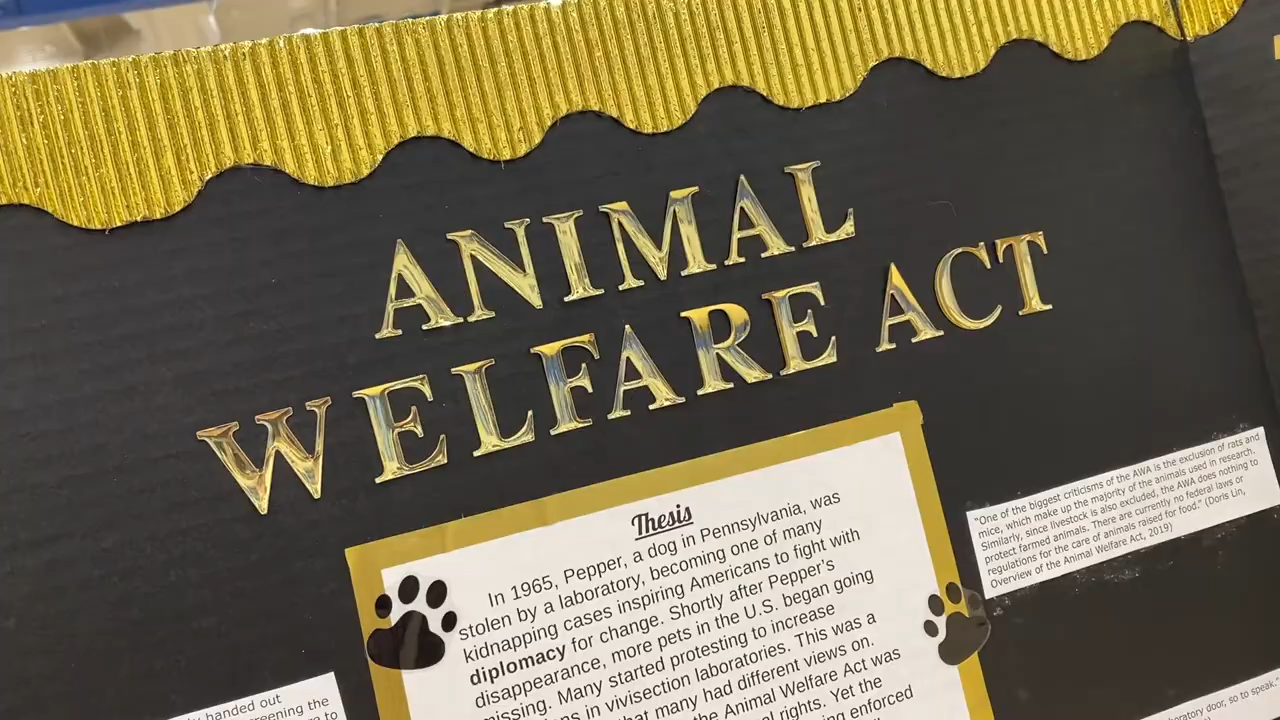 ANIMAL
WELFARE ACT
Thesis
In 1965, Pepper, a dog in Pennsylvania, was
stolen by a laboratory, becoming one of many
kidnapping cases inspiring Americans to fight with
diplomacy for change. Shortly after Pepper's
disappearance, more pets in the U.S. began going
missing. Many started protesting to increase
in vivisection laboratories. This was a
that many had different views on.
the Animal Welfare Act was
rights. Yet the
enforced
"One of the biggest criticisms of the AWA is the exclusion of rats and
mice, which make up the majority of the animals used in research.
Similarly, since livestock is also excluded, the AWA does nothing to
protect farmed animals. There are currently no federal laws or
regulations for the care of animals raised for food." (Doris Lin,
Overview of the Animal Welfare Act, 2019)
handed out
the
to
door, so to speak."